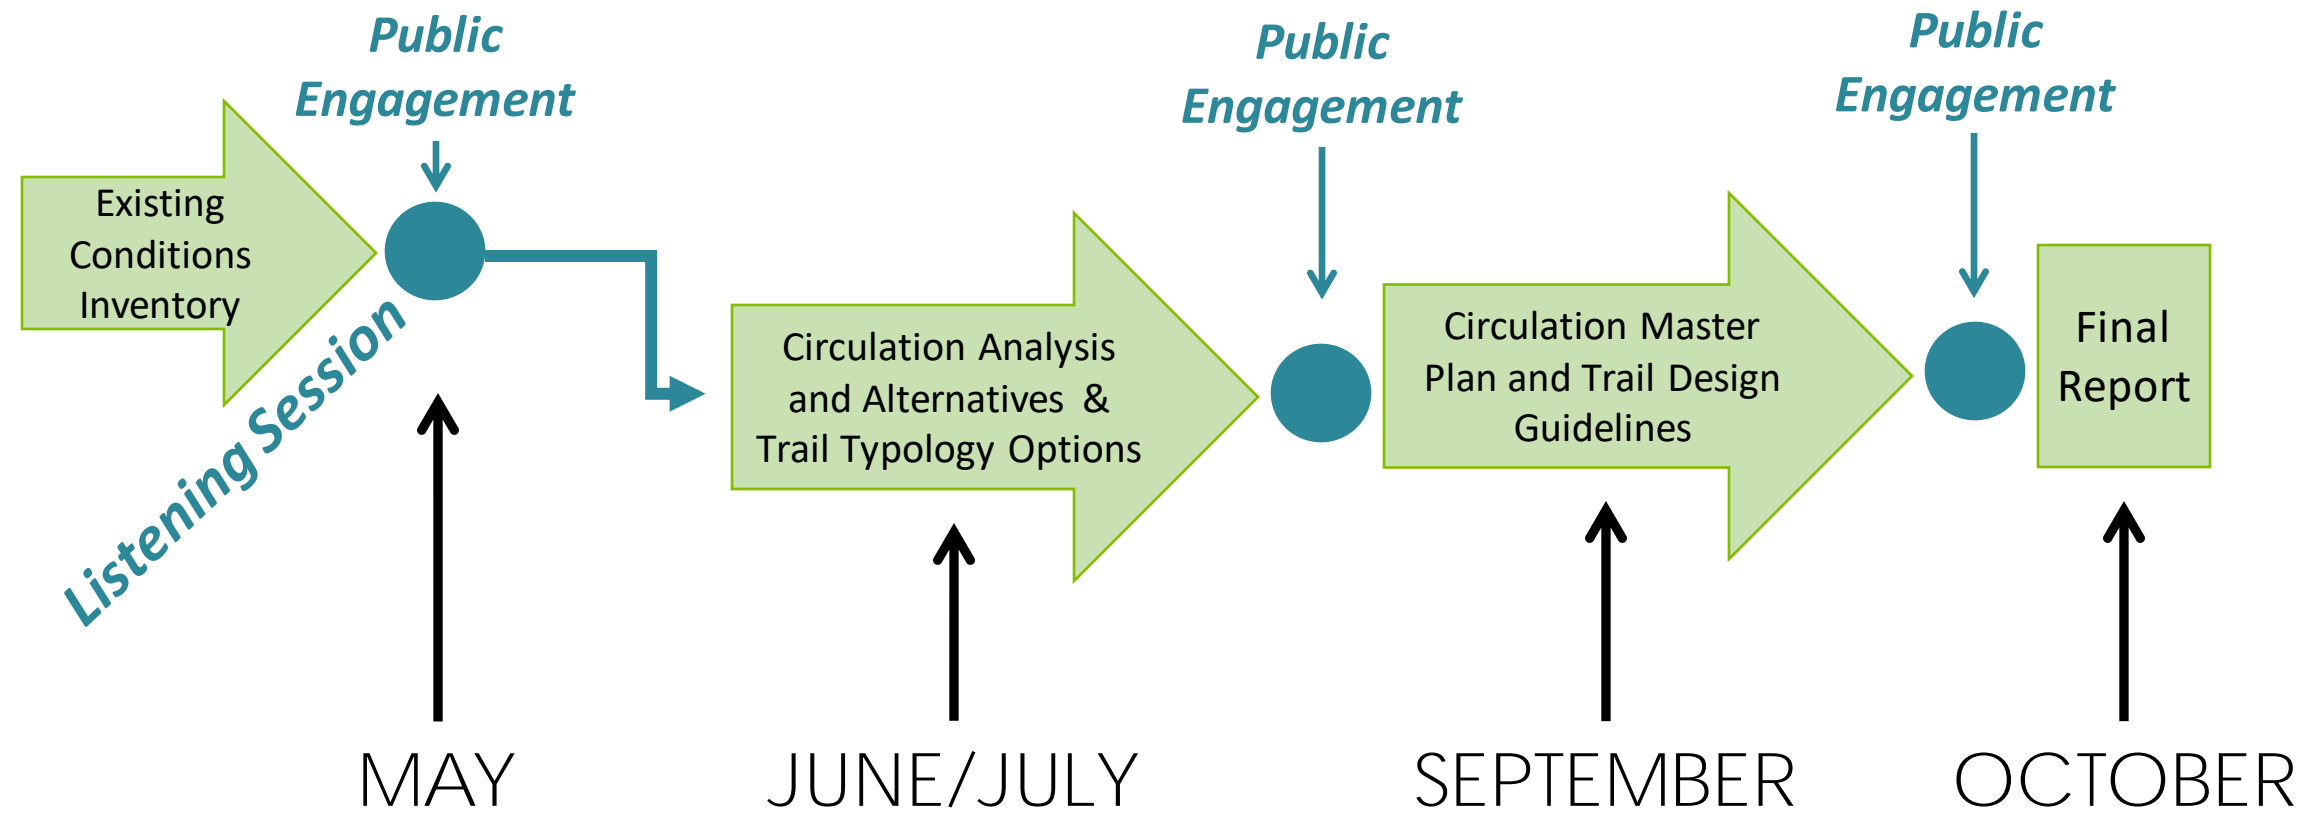 Public
Engagement
Public
Engagement
Public
Engagement
Existing
Conditions
Inventory
Listening Session
Circulation Analysis
and Alternatives &
Trail Typology Options
Circulation Master
Plan and Trail Design
Guidelines
Final
Report
MAY
JUNE/JULY
SEPTEMBER
OCTOBER